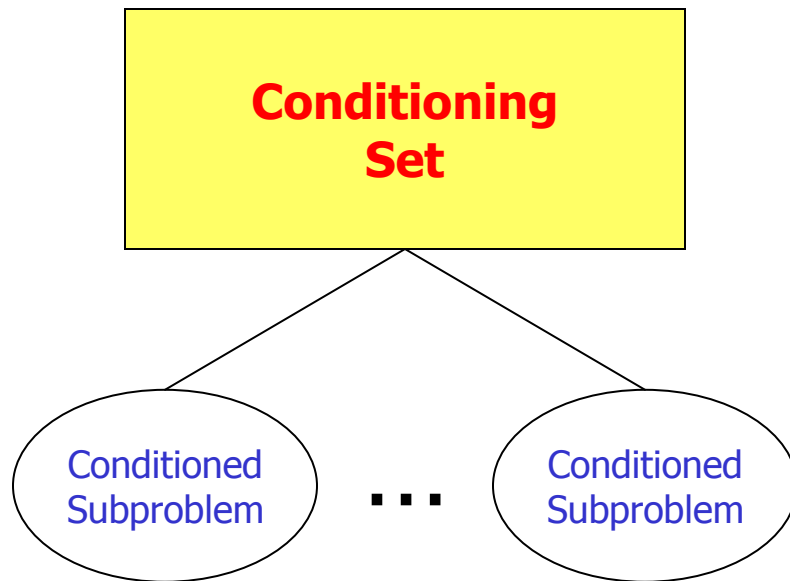 Conditioning
Set
Conditioned
Subproblem
...
Conditioned
Subproblem